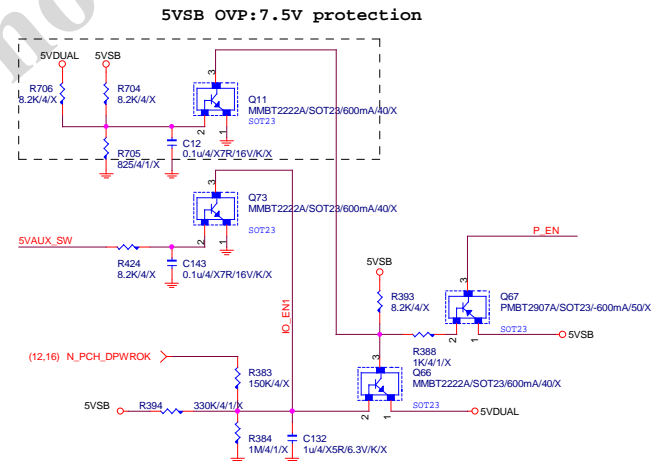 5VSB OVP:7.5V protection
5VDUAL
5VSB
R706
8.2K/4/X
R704
8.2K/4/X
3
Q11
MMBT2222A/SOT23/600mA/40/X
SOT23
2
1
R705
825/4/1/X
C12
0.1u/4/X7R/16V/K/X
3
Q73
MMBT2222A/SOT23/600mA/40/X
SOT23
2
1
5VAUX_SW
R424
8.2K/4/X
C143
0.1u/4/X7R/16V/K/X
P_EN
5VSB
3
R393
8.2K/4/X
Q67
PMBT2907A/SOT23/-600mA/50/X
SOT23
2
1
5VSB
IO_EN1
R388
1K/4/1/X
3
Q66
MMBT2222A/SOT23/600mA/40/X
SOT23
2
1
5VDUAL
(12,16) N_PCH_DPWROK
R383
150K/4/X
5VSB
R394
330K/4/1/X
R384
1M/4/1/X
C132
1u/4/X5R/6.3V/K/X